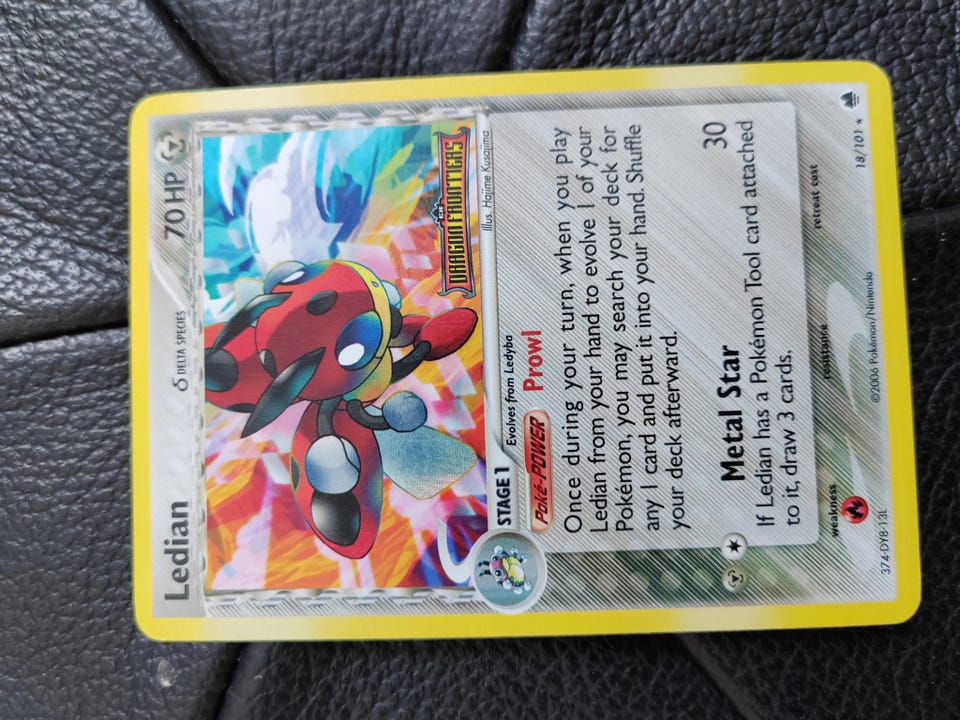 Ledian
δ DELTA SPECIES
70 HP
EX
DRAGON FRONTIERS
Illus. Hajime Kusajima
STAGE 1
Evolves from Ledyba
Poké-POWER Prowl
Once during your turn, when you play
Ledian from your hand to evolve 1 of your
Pokémon, you may search your deck for
any 1 card and put it into your hand. Shuffle
your deck afterward.
Metal Star 30
If Ledian has a Pokémon Tool card attached
to it, draw 3 cards.
weakness
resistance
retreat cost
374-DY8-13L
©2006 Pokémon/Nintendo
18/101 ★